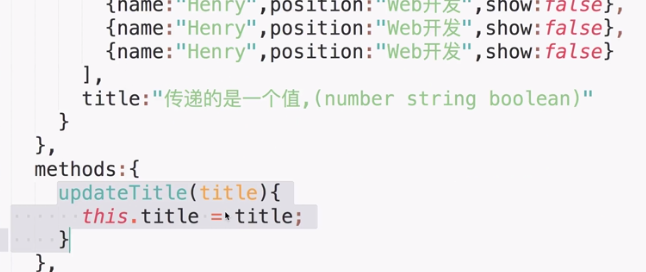 {name:"Henry",position:"Web开发",show:false},
{name:"Henry",position:"Web开发",show:false},
{name:"Henry",position:"Web开发",show:false}
],
title:"传递的是一个值,(number string boolean)"
}
},
methods:{
updateTitle(title){
this.title = title;
}
},